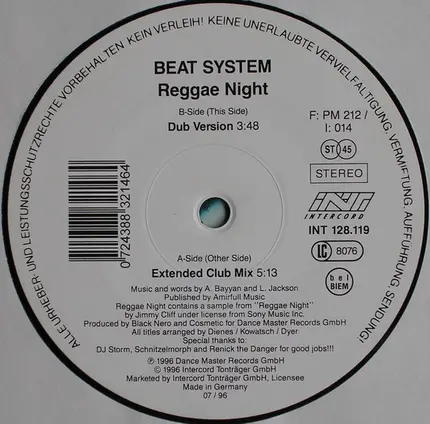 ALLE URHEBER- UND LEISTUNGSSCHUTZRECHTE VORBEHALTEN KEIN VERLEIH! KEINE UNERLAUBTE VERVIELFALTIGUNG, VERMIFTUNG, AUFFÜHRUNG SENDUNG!
BEAT SYSTEM
Reggae Night
B-Side (This Side)
Dub Version 3:48
F: PM 212 /
I: 014
ST 45
STEREO
INT
INTERCORD
INT 128.119
LC 8076
bel
BIEM
0 724388 321464
A-Side (Other Side)
Extended Club Mix 5:13
Music and words by A. Bayyan and L. Jackson
Published by Amirfull Music
Reggae Night contains a sample from "Reggae Night"
by Jimmy Cliff under license from Sony Music Inc.
Produced by Black Nero and Cosmetic for Dance Master Records GmbH
All titles arranged by Dienes / Kowatsch / Dyer
Special thanks to:
DJ Storm, Schnitzelmorph and Renick the Danger for good jobs!!!
℗ 1996 Dance Master Records GmbH
© 1996 Intercord Tonträger GmbH
Marketed by Intercord Tonträger GmbH, Licensee
Made in Germany
07 / 96